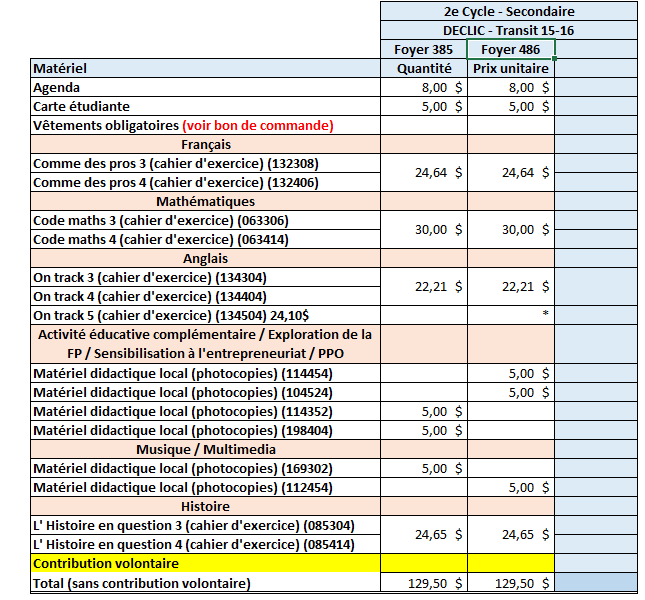 2e Cycle - Secondaire
DECLIC - Transit 15-16
Foyer 385 Foyer 486
Matériel Quantité Prix unitaire
Agenda 8,00 $ 8,00 $
Carte étudiante 5,00 $ 5,00 $
Vêtements obligatoires (voir bon de commande)
Français
Comme des pros 3 (cahier d'exercice) (132308)
24,64 $ 24,64 $
Comme des pros 4 (cahier d'exercice) (132406)
Mathématiques
Code maths 3 (cahier d'exercice) (063306)
30,00 $ 30,00 $
Code maths 4 (cahier d'exercice) (063414)
Anglais
On track 3 (cahier d'exercice) (134304)
22,21 $ 22,21 $
On track 4 (cahier d'exercice) (134404)
On track 5 (cahier d'exercice) (134504) 24,10$ *
Activité éducative complémentaire / Exploration de la
FP / Sensibilisation à l'entrepreneuriat / PPO
Matériel didactique local (photocopies) (114454) 5,00 $
Matériel didactique local (photocopies) (104524) 5,00 $
Matériel didactique local (photocopies) (114352) 5,00 $
Matériel didactique local (photocopies) (198404) 5,00 $
Musique / Multimedia
Matériel didactique local (photocopies) (169302) 5,00 $
Matériel didactique local (photocopies) (112454) 5,00 $
Histoire
L' Histoire en question 3 (cahier d'exercice) (085304)
24,65 $ 24,65 $
L' Histoire en question 4 (cahier d'exercice) (085414)
Contribution volontaire
Total (sans contribution volontaire) 129,50 $ 129,50 $